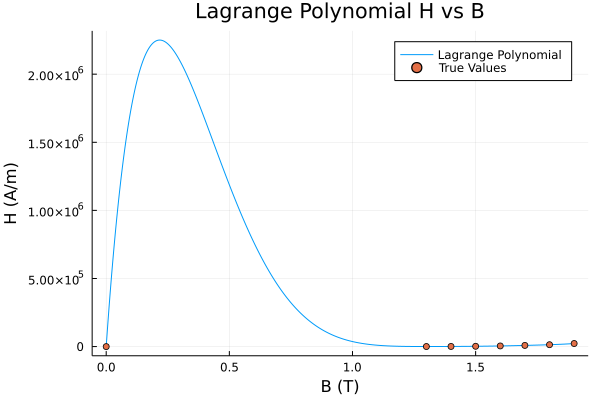 Lagrange Polynomial H vs B
Lagrange Polynomial
True Values
2.00×10⁶
1.50×10⁶
1.00×10⁶
5.00×10⁵
0
H (A/m)
0.0 0.5 1.0 1.5
B (T)